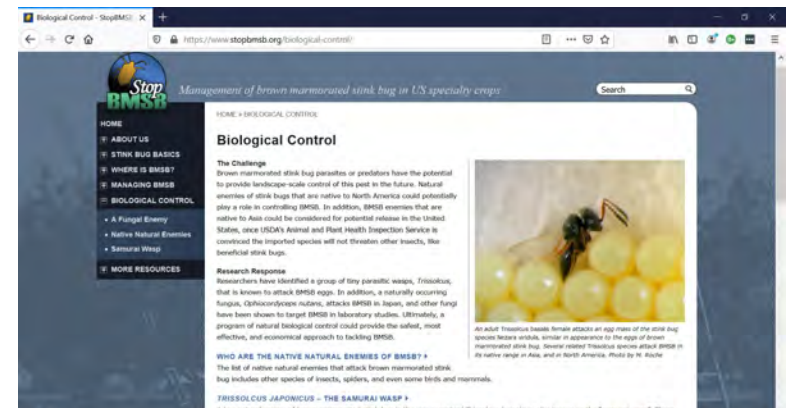 Biological Control - StopBMSB
https://www.stopbmsb.org/biological-control/
Stop
BMSB
Management of brown marmorated stink bug in US specialty crops
Search
HOME
ABOUT US
STINK BUG BASICS
WHERE IS BMSB?
MANAGING BMSB
BIOLOGICAL CONTROL
• A Fungal Enemy
• Native Natural Enemies
• Samurai Wasp
MORE RESOURCES
HOME » BIOLOGICAL CONTROL
Biological Control
The Challenge
Brown marmorated stink bug parasites or predators have the potential
to provide landscape-scale control of this pest in the future. Natural
enemies of stink bugs that are native to North America could potentially
play a role in controlling BMSB. In addition, BMSB enemies that are
native to Asia could be considered for potential release in the United
States, once USDA's Animal and Plant Health Inspection Service is
convinced the imported species will not threaten other insects, like
beneficial stink bugs.
Research Response
Researchers have identified a group of tiny parasitic wasps, Trissolcus,
that is known to attack BMSB eggs. In addition, a naturally occurring
fungus, Ophiocordyceps nutans, attacks BMSB in Japan, and other fungi
have been shown to target BMSB in laboratory studies. Ultimately, a
program of natural biological control could provide the safest, most
effective, and economical approach to tackling BMSB.
An adult Trissolcus basalis female attacks an egg mass of the stink bug
species Nezara viridula, similar in appearance to the eggs of brown
marmorated stink bug. Several related Trissolcus species attack BMSB in
its native range in Asia, and in North America. Photo by M. Roche
WHO ARE THE NATIVE NATURAL ENEMIES OF BMSB?
The list of native natural enemies that attack brown marmorated stink
bug includes other species of insects, spiders, and even some birds and mammals.
TRISSOLCUS JAPONICUS – THE SAMURAI WASP